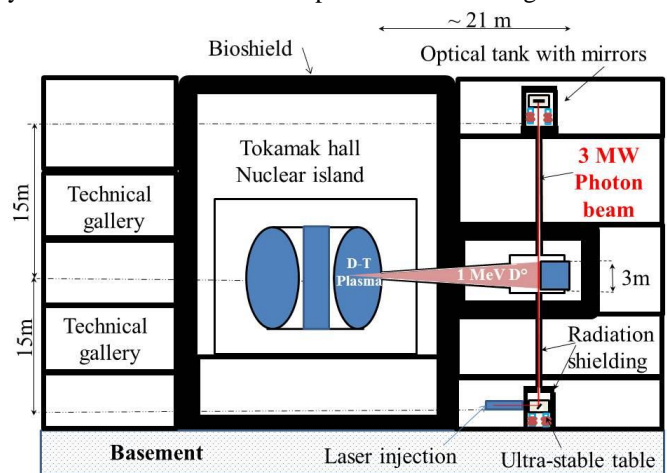 ~ 21 m
Bioshield
Optical tank with mirrors
Tokamak hall
Nuclear island
3 MW
Photon
beam
15m
Technical
gallery
D-T
Plasma
1 MeV D°
3m
15m
Technical
gallery
Radiation
shielding
Basement
Laser injection
Ultra-stable table